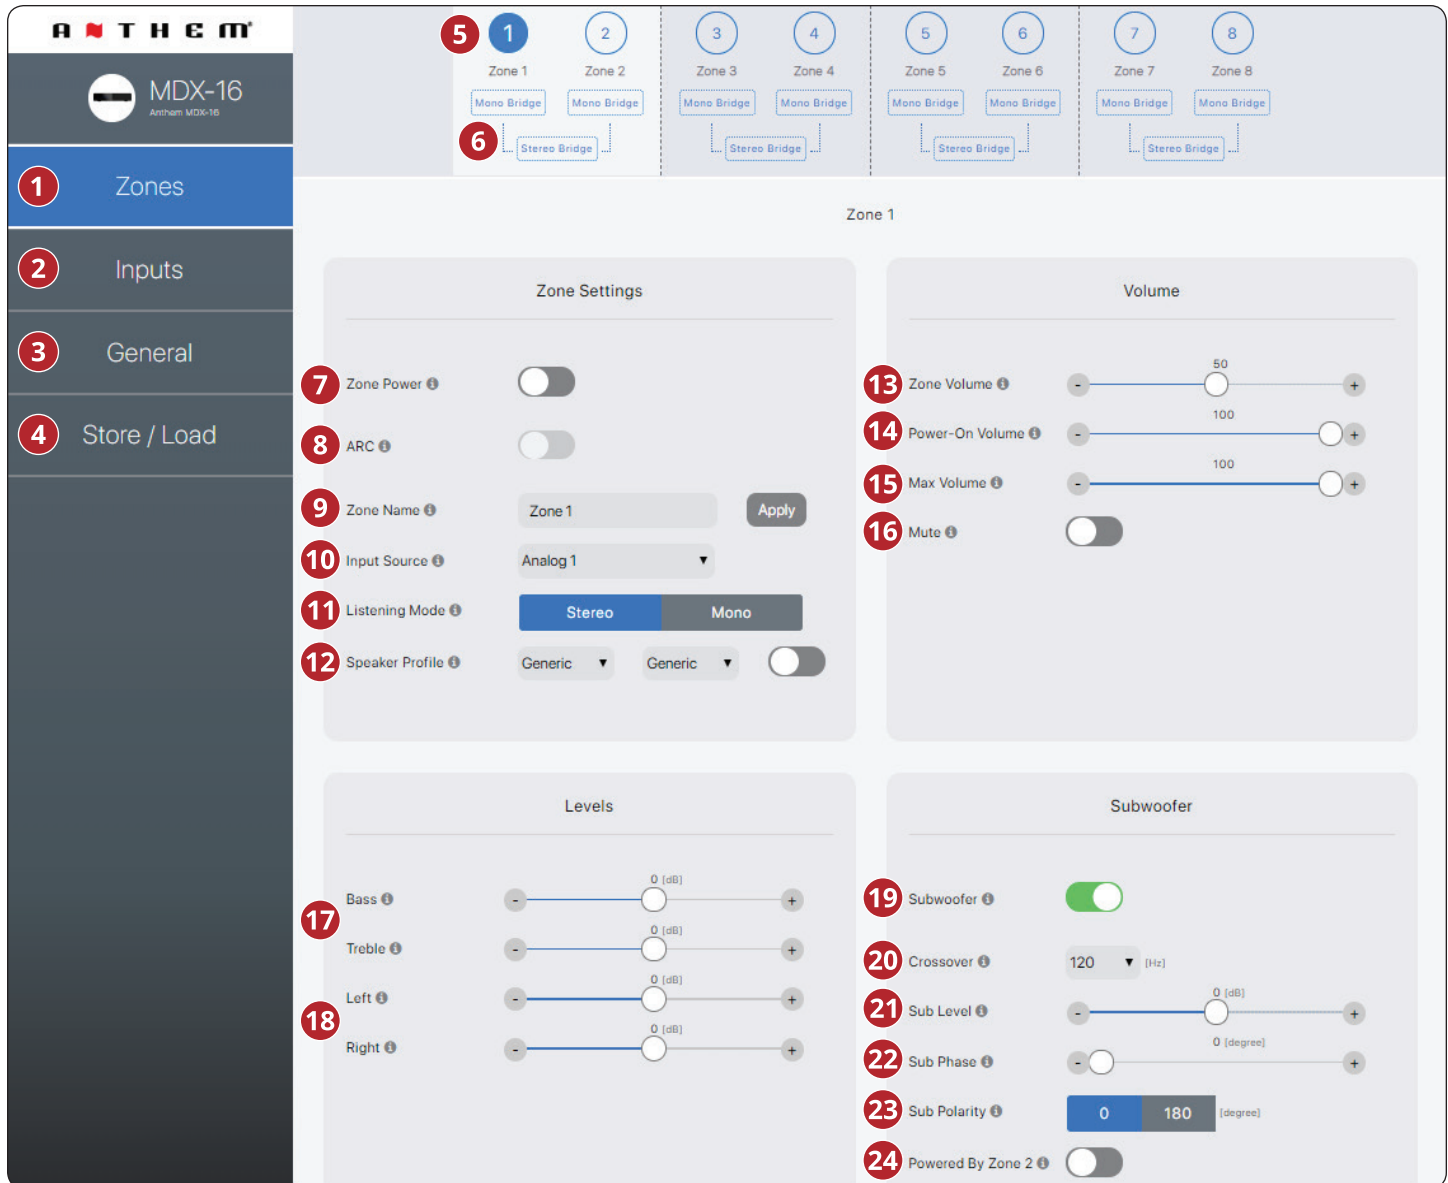 ANTHEM
MDX-16
Anthem MDX-16
5 1 2 3 4 5 6 7 8
Zone 1 Zone 2 Zone 3 Zone 4 Zone 5 Zone 6 Zone 7 Zone 8
Mono Bridge Mono Bridge Mono Bridge Mono Bridge Mono Bridge Mono Bridge Mono Bridge Mono Bridge
6 Stereo Bridge Stereo Bridge Stereo Bridge Stereo Bridge
1 Zones
2 Inputs
3 General
4 Store / Load
Zone 1
Zone Settings
7 Zone Power
8 ARC
9 Zone Name Zone 1 Apply
10 Input Source Analog 1
11 Listening Mode Stereo Mono
12 Speaker Profile Generic Generic
Volume
50
13 Zone Volume - +
100
14 Power-On Volume - +
100
15 Max Volume - +
16 Mute
Levels
0 [dB]
Bass - +
17
0 [dB]
Treble - +
0 [dB]
Left - +
18
0 [dB]
Right - +
Subwoofer
19 Subwoofer
20 Crossover 120 [Hz]
0 [dB]
21 Sub Level - +
0 [degree]
22 Sub Phase - +
23 Sub Polarity 0 180 [degree]
24 Powered By Zone 2